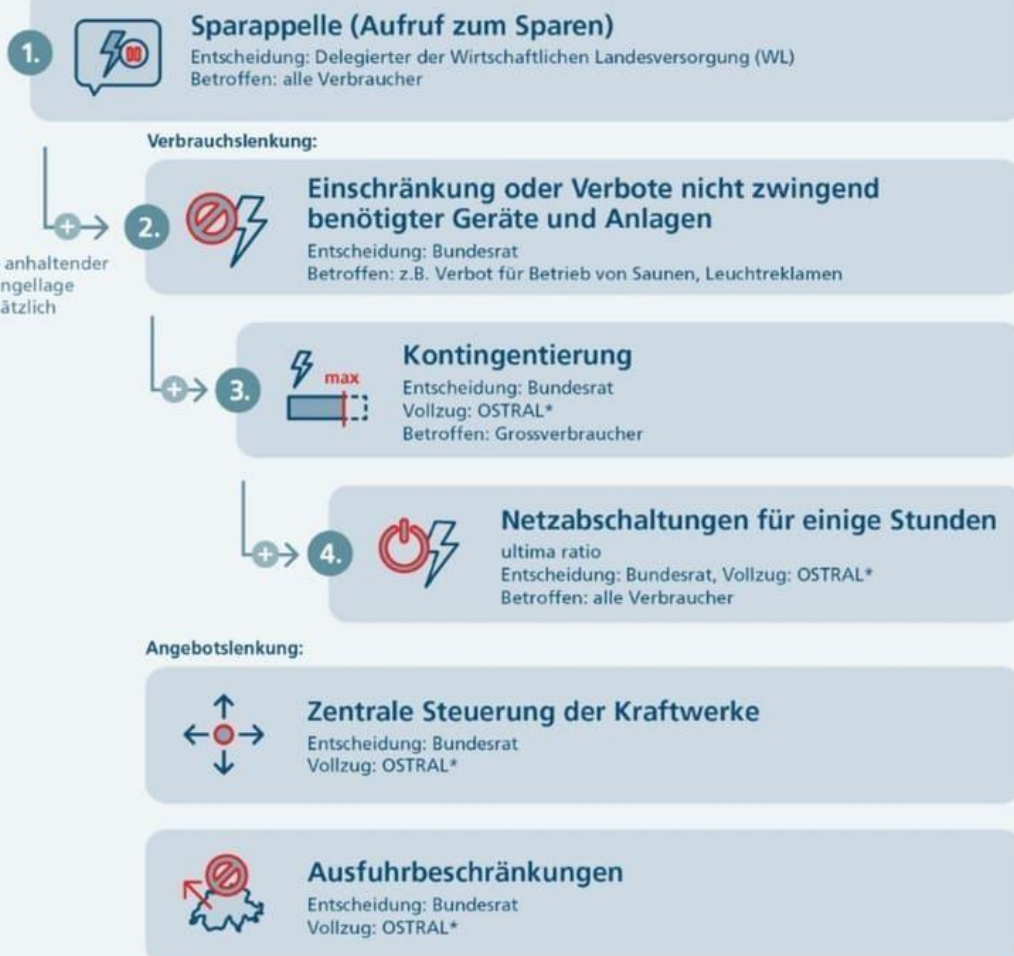 1.
Sparappelle (Aufruf zum Sparen)
Entscheidung: Delegierter der Wirtschaftlichen Landesversorgung (WL)
Betroffen: alle Verbraucher
Verbrauchslenkung:
2.
Einschränkung oder Verbote nicht zwingend
benötigter Geräte und Anlagen
Entscheidung: Bundesrat
Betroffen: z.B. Verbot für Betrieb von Saunen, Leuchtreklamen
+
anhaltender
ngellage
ätzlich
+
3.
max
Kontingentierung
Entscheidung: Bundesrat
Vollzug: OSTRAL*
Betroffen: Grossverbraucher
+
4.
Netzabschaltungen für einige Stunden
ultima ratio
Entscheidung: Bundesrat, Vollzug: OSTRAL*
Betroffen: alle Verbraucher
Angebotslenkung:
Zentrale Steuerung der Kraftwerke
Entscheidung: Bundesrat
Vollzug: OSTRAL*
Ausfuhrbeschränkungen
Entscheidung: Bundesrat
Vollzug: OSTRAL*